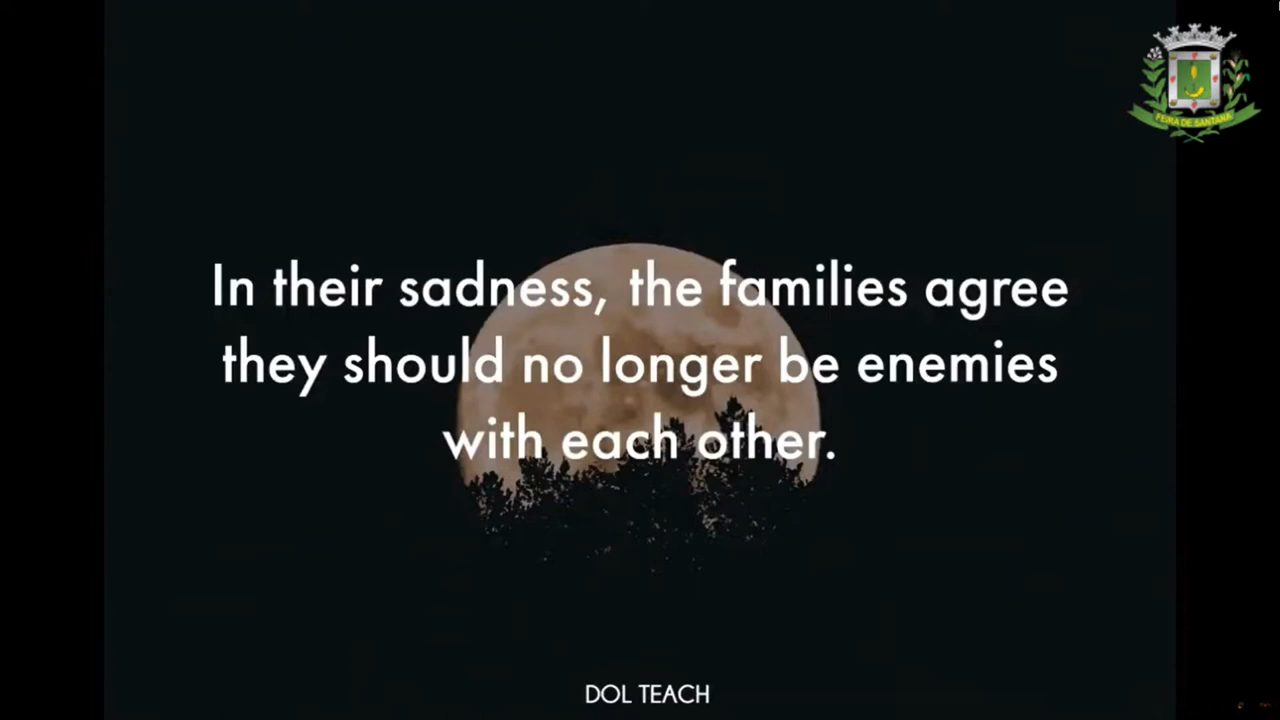 FEIRA DE SANTANA
In their sadness, the families agree
they should no longer be enemies
with each other.
DOL TEACH